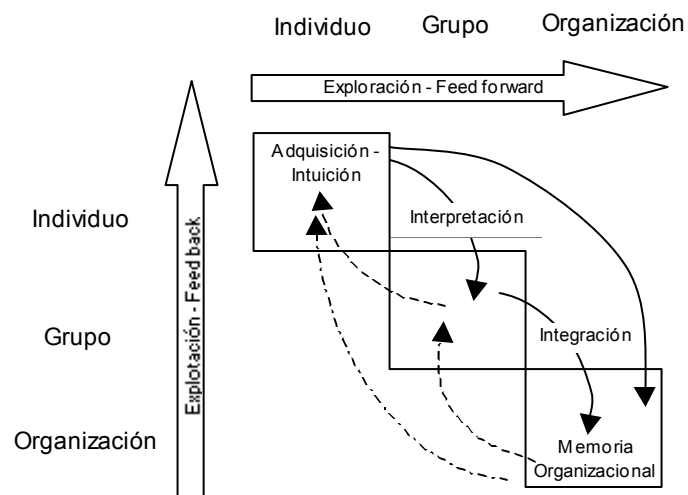 Individuo Grupo Organización
Exploración - Feed forward
Adquisición -
Intuición
Individuo
Interpretación
Explotación - Feed back
Grupo
Integración
Organización
Memoria
Organizacional